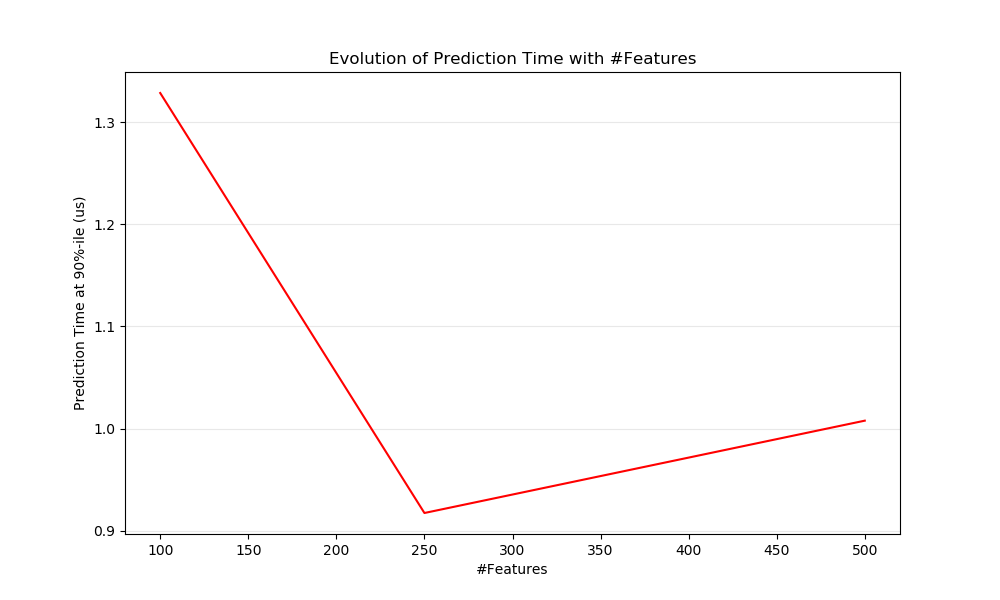 Evolution of Prediction Time with #Features
Prediction Time at 90%-ile (us)
1.3
1.2
1.1
1.0
0.9
100 150 200 250 300 350 400 450 500
#Features